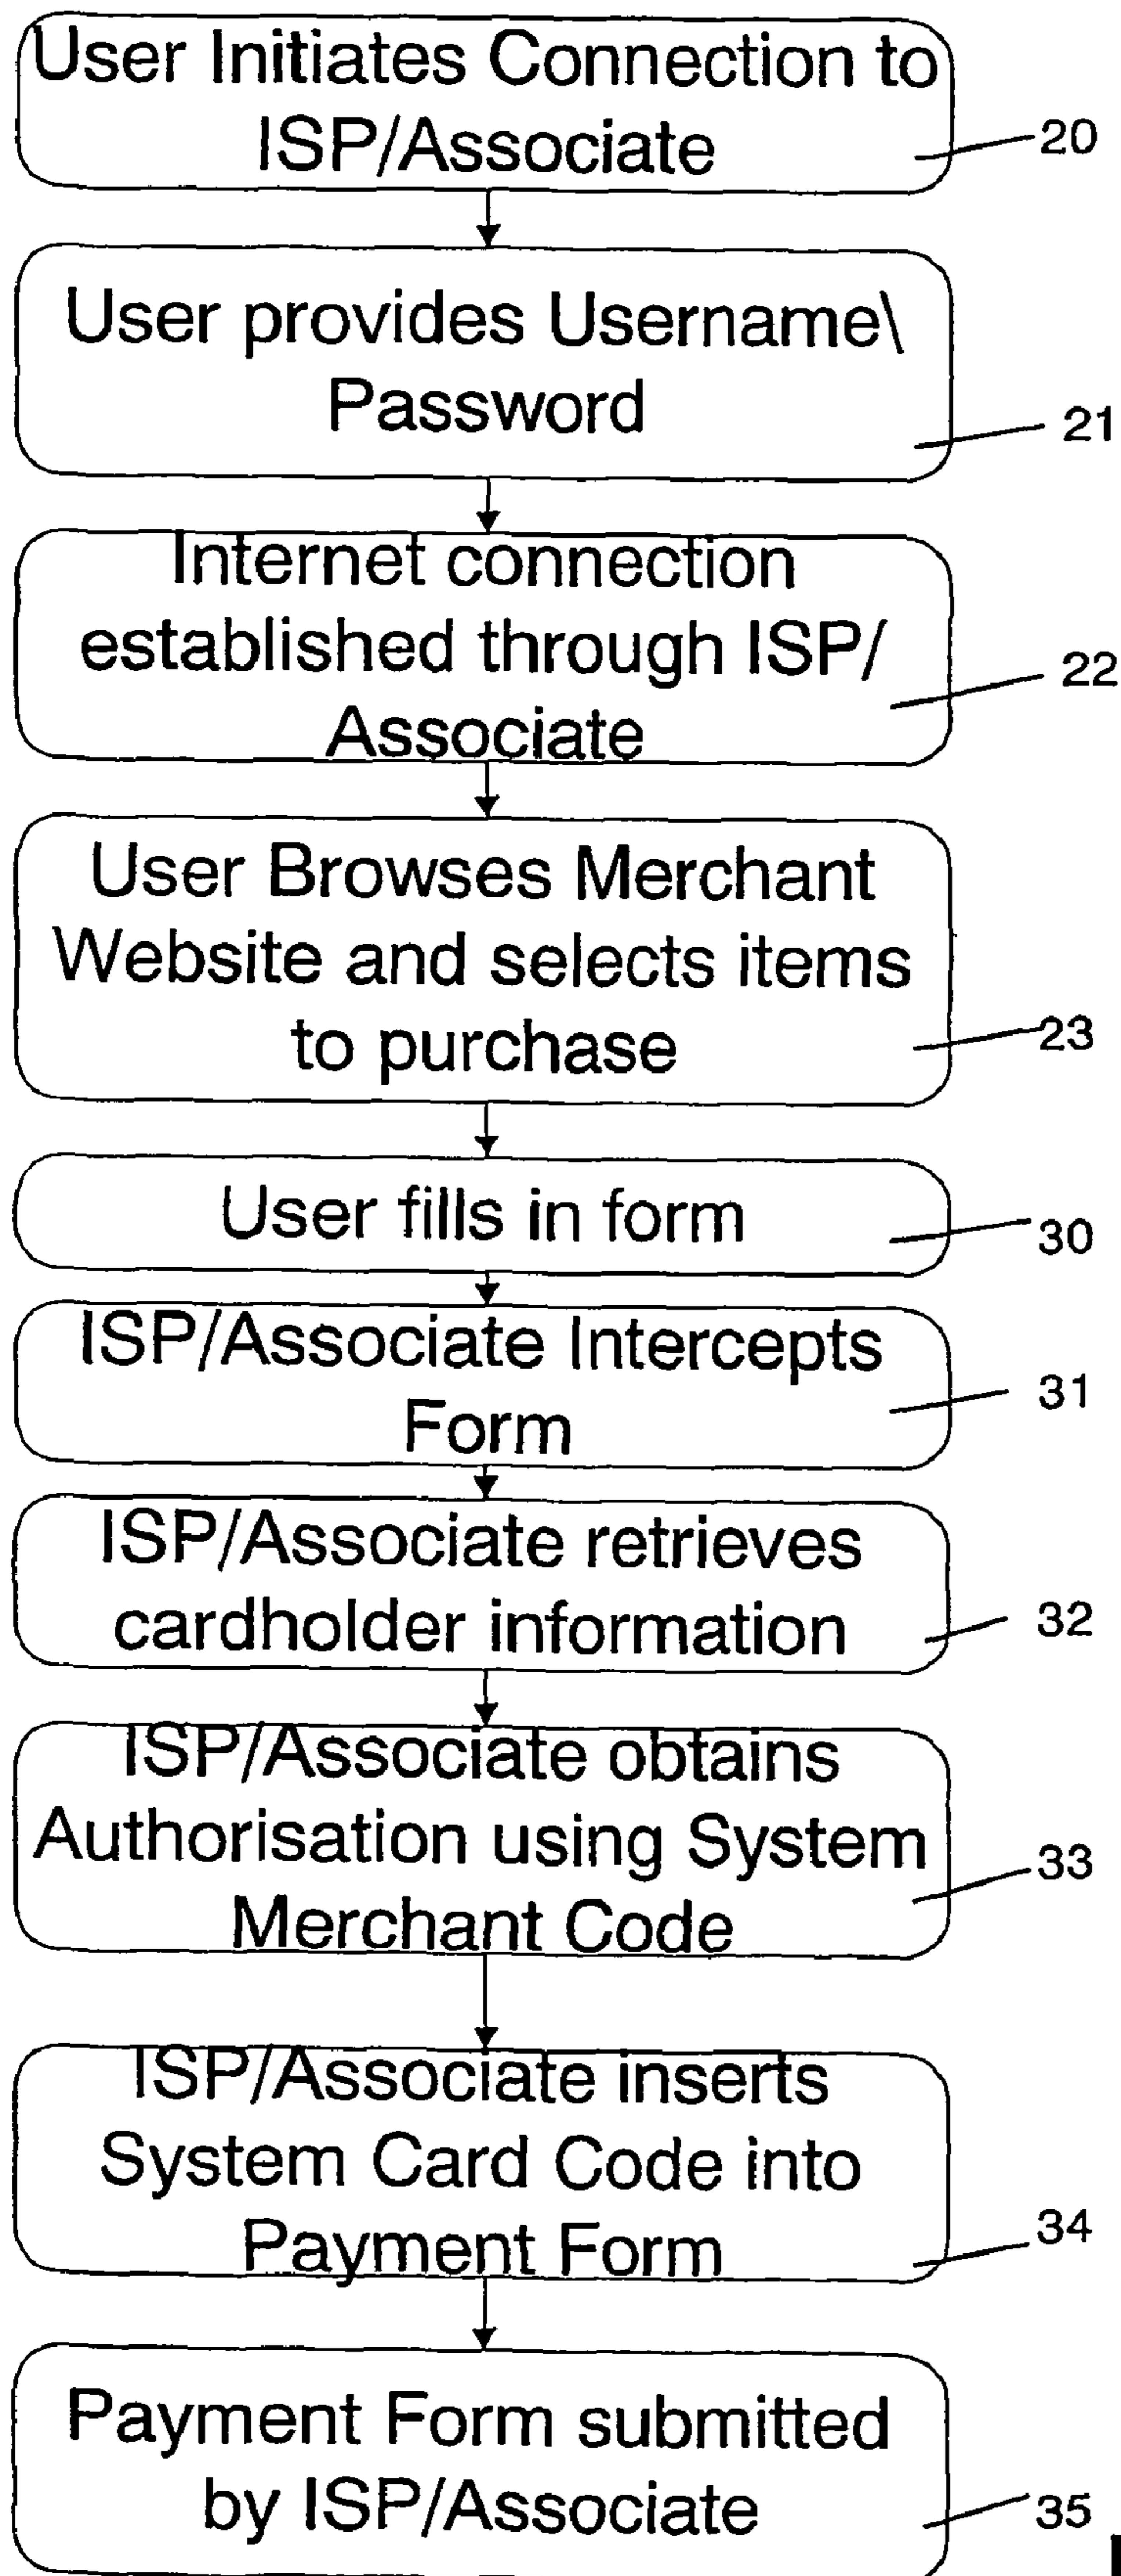 User Initiates Connection to
ISP/Associate
20
User provides Username\
Password
21
Internet connection
established through ISP/
Associate
22
User Browses Merchant
Website and selects items
to purchase
23
User fills in form
30
ISP/Associate Intercepts
Form
31
ISP/Associate retrieves
cardholder information
32
ISP/Associate obtains
Authorisation using System
Merchant Code
33
ISP/Associate inserts
System Card Code into
Payment Form
34
Payment Form submitted
by ISP/Associate
35